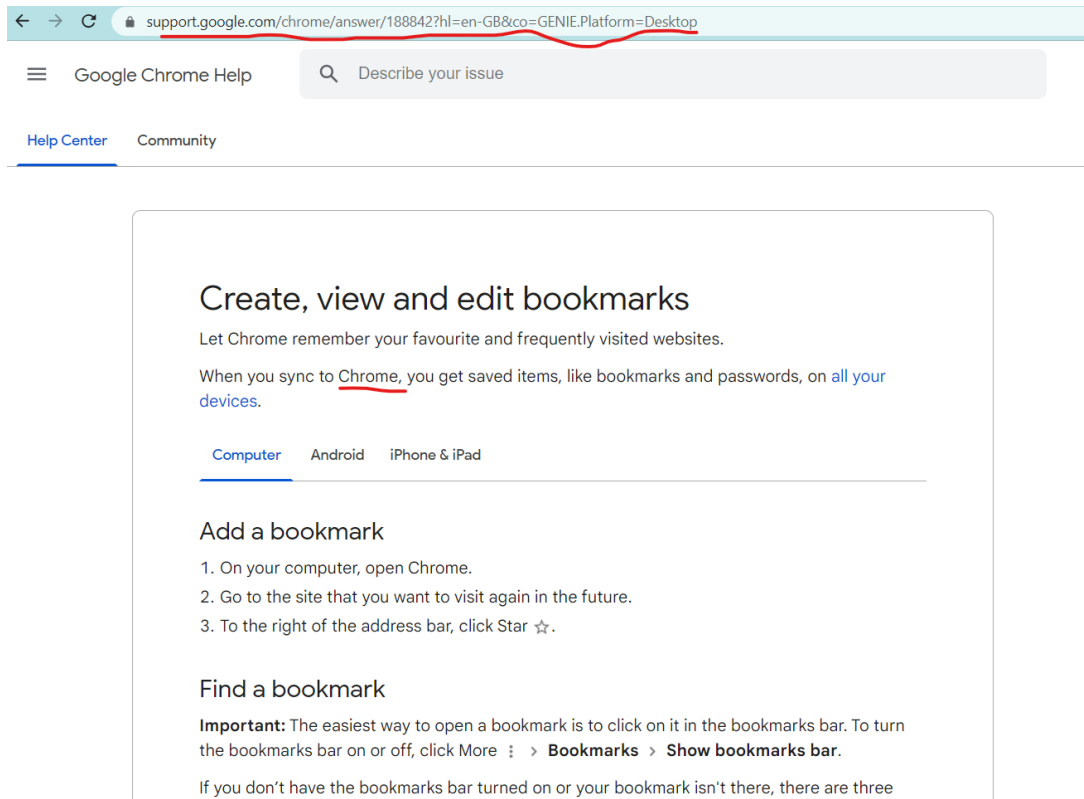 support.google.com/chrome/answer/188842?hl=en-GB&co=GENIE.Platform=Desktop
Google Chrome Help
Describe your issue
Help Center Community
Create, view and edit bookmarks
Let Chrome remember your favourite and frequently visited websites.
When you sync to Chrome, you get saved items, like bookmarks and passwords, on all your
devices.
Computer Android iPhone & iPad
Add a bookmark
1. On your computer, open Chrome.
2. Go to the site that you want to visit again in the future.
3. To the right of the address bar, click Star ☆.
Find a bookmark
Important: The easiest way to open a bookmark is to click on it in the bookmarks bar. To turn
the bookmarks bar on or off, click More ⋮ > Bookmarks > Show bookmarks bar.
If you don’t have the bookmarks bar turned on or your bookmark isn't there, there are three